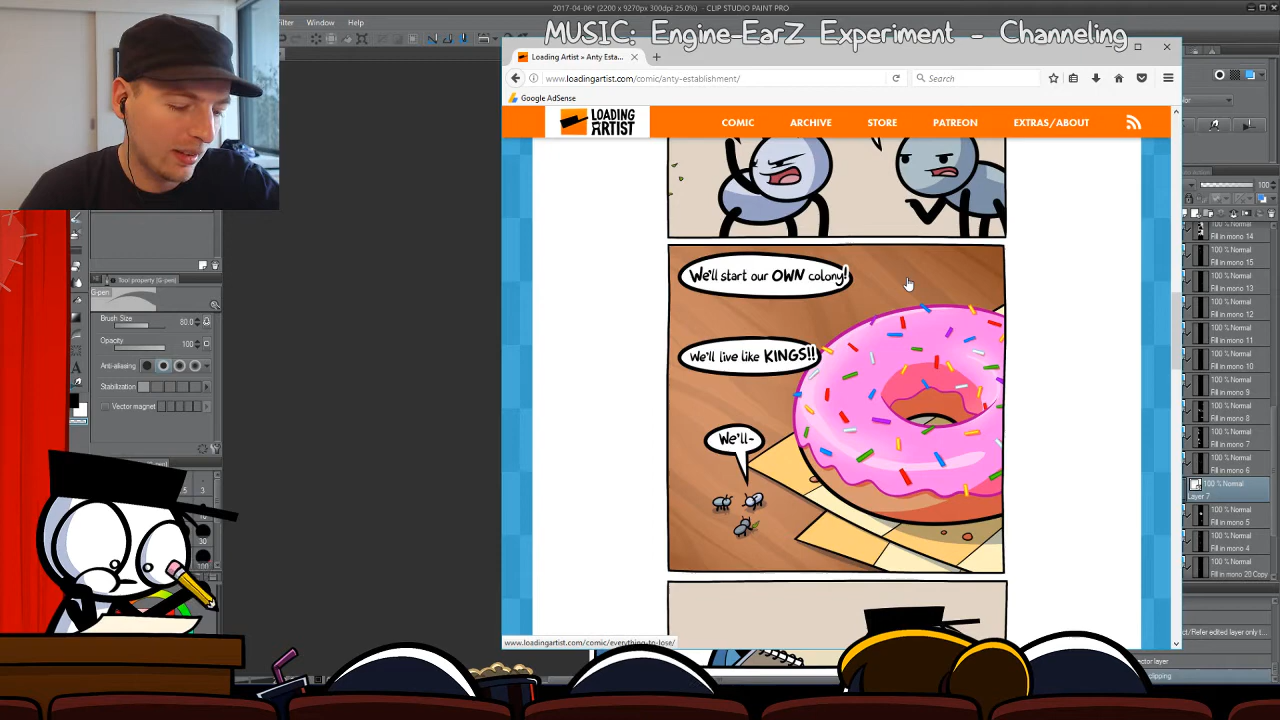 2017-04-06* (2200 x 9270px 300dpi 25.0%) - CLIP STUDIO PAINT PRO
Window Help
MUSIC: Engine-EarZ Experiment - Channeling
Loading Artist » Anty Esta...
www.loadingartist.com/comic/anty-establishment/
Search
Google AdSense
LOADING
ARTIST
COMIC
ARCHIVE
STORE
PATREON
EXTRAS/ABOUT
We'll start our OWN colony!
We'll live like KINGS!!
We'll-
www.loadingartist.com/comic/everything-to-lose/
Tool property [G-pen]
G-pen
Brush Size 80.0
Opacity 100
Anti-aliasing
Stabilization
Vector magnet
5
3
30
100
100
Fill in mono 14
100 % Normal
Fill in mono 15
100 % Normal
Fill in mono 13
100 % Normal
Fill in mono 12
100 % Normal
Fill in mono 11
100 % Normal
Fill in mono 10
100 % Normal
Fill in mono 9
100 % Normal
Fill in mono 8
100 % Normal
Fill in mono 7
100 % Normal
Fill in mono 6
100 % Normal
Layer 7
100 % Normal
Fill in mono 5
100 % Normal
Fill in mono 4
100 % Normal
Fill in mono 20 Copy